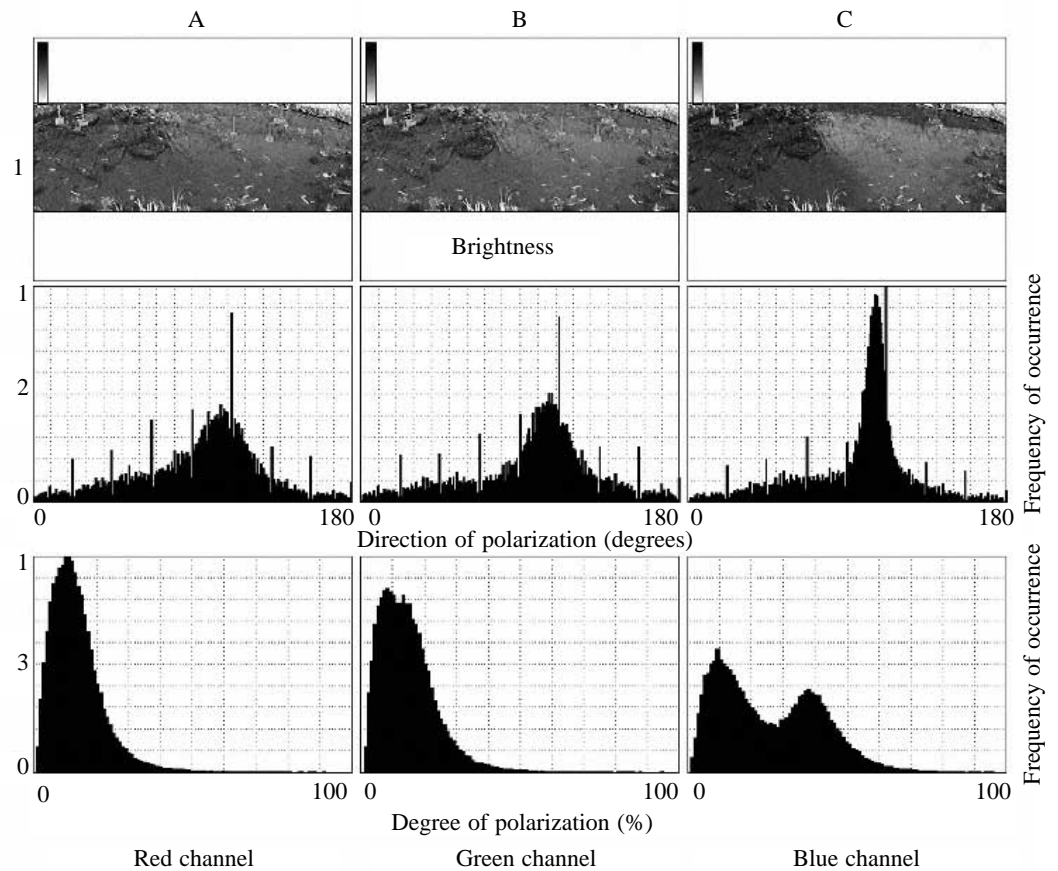 A B C
1
Brightness
1
2
0
0 180 0 180 0 180
Frequency of occurrence
Direction of polarization (degrees)
1
3
0
0 100 0 100 0 100
Frequency of occurrence
Degree of polarization (%)
Red channel Green channel Blue channel